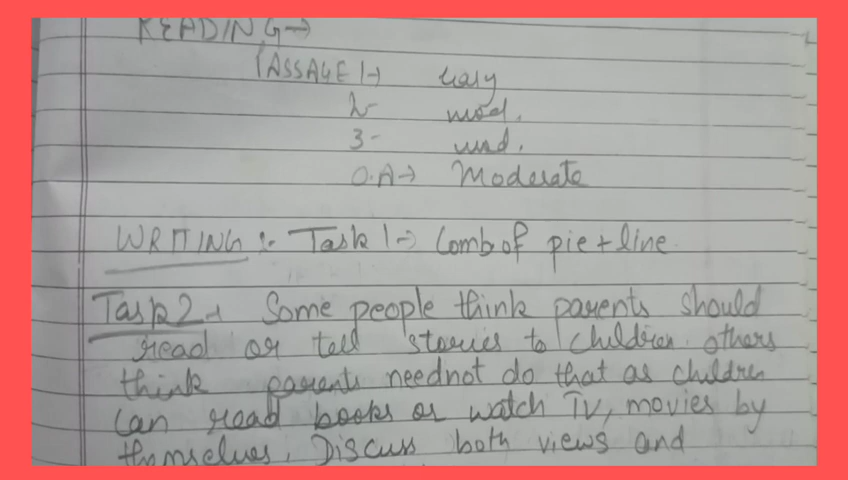 READING→
PASSAGE 1→ easy
2- mod.
3- mod.
O.A→ Moderate
WRITING :- Task 1→ Comb of pie + line
Task 2→ Some people think parents should
read or tell stories to children. others
think parents neednot do that as children
can read books or watch TV, movies by
themselves. Discuss both views and